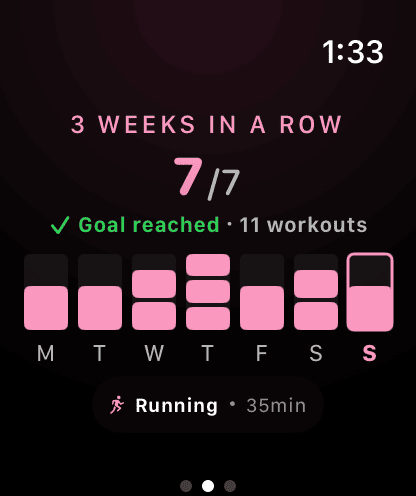 1:33
3 WEEKS IN A ROW
7/7
Goal reached · 11 workouts
M T W T F S S
Running • 35min